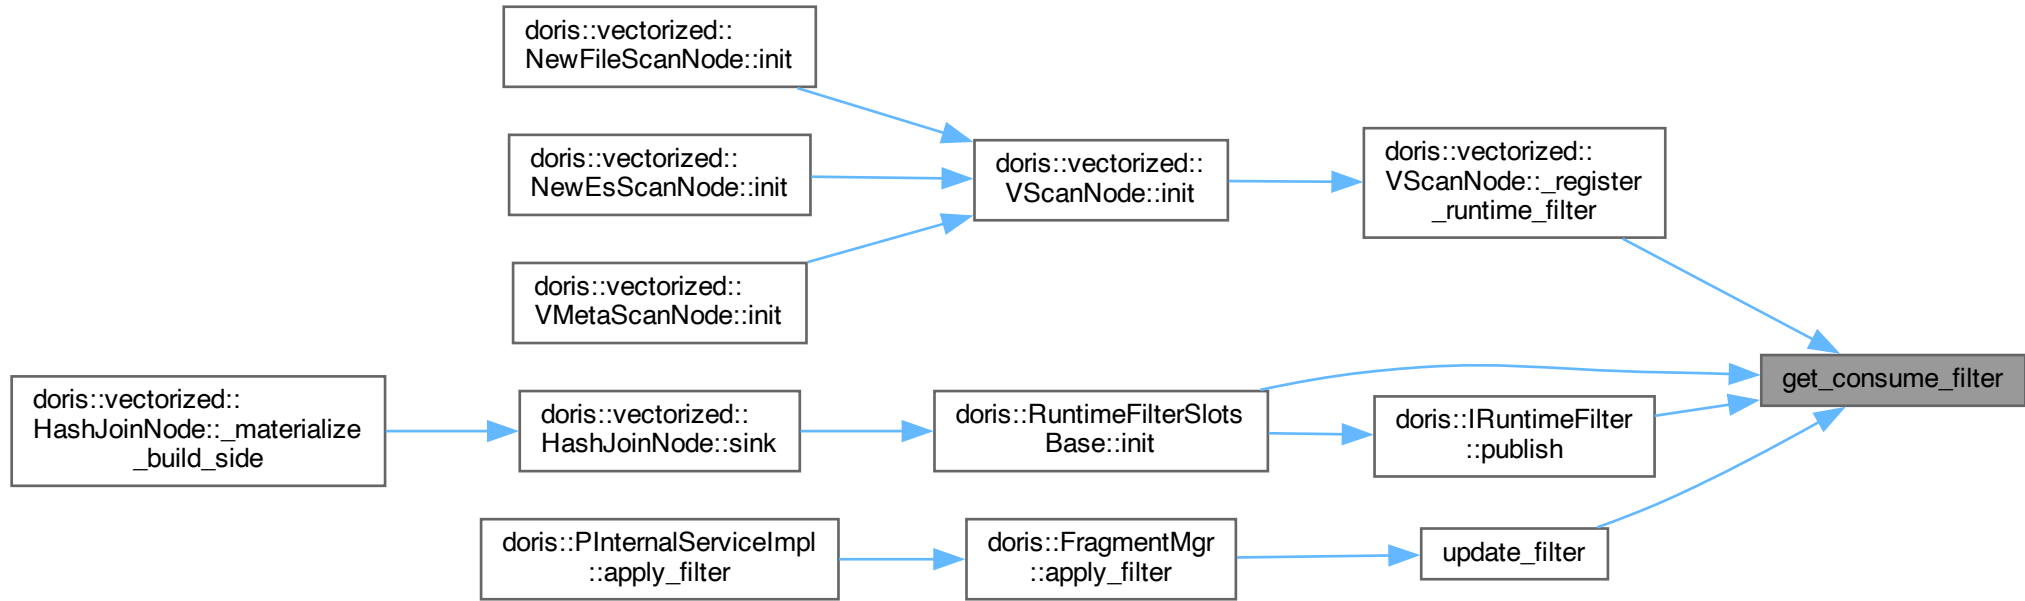 doris::vectorized::
NewFileScanNode::init
doris::vectorized::
NewEsScanNode::init
doris::vectorized::
VScanNode::init
doris::vectorized::
VScanNode::_register
_runtime_filter
doris::vectorized::
VMetaScanNode::init
get_consume_filter
doris::vectorized::
HashJoinNode::_materialize
_build_side
doris::vectorized::
HashJoinNode::sink
doris::RuntimeFilterSlots
Base::init
doris::IRuntimeFilter
::publish
doris::PInternalServiceImpl
::apply_filter
doris::FragmentMgr
::apply_filter
update_filter